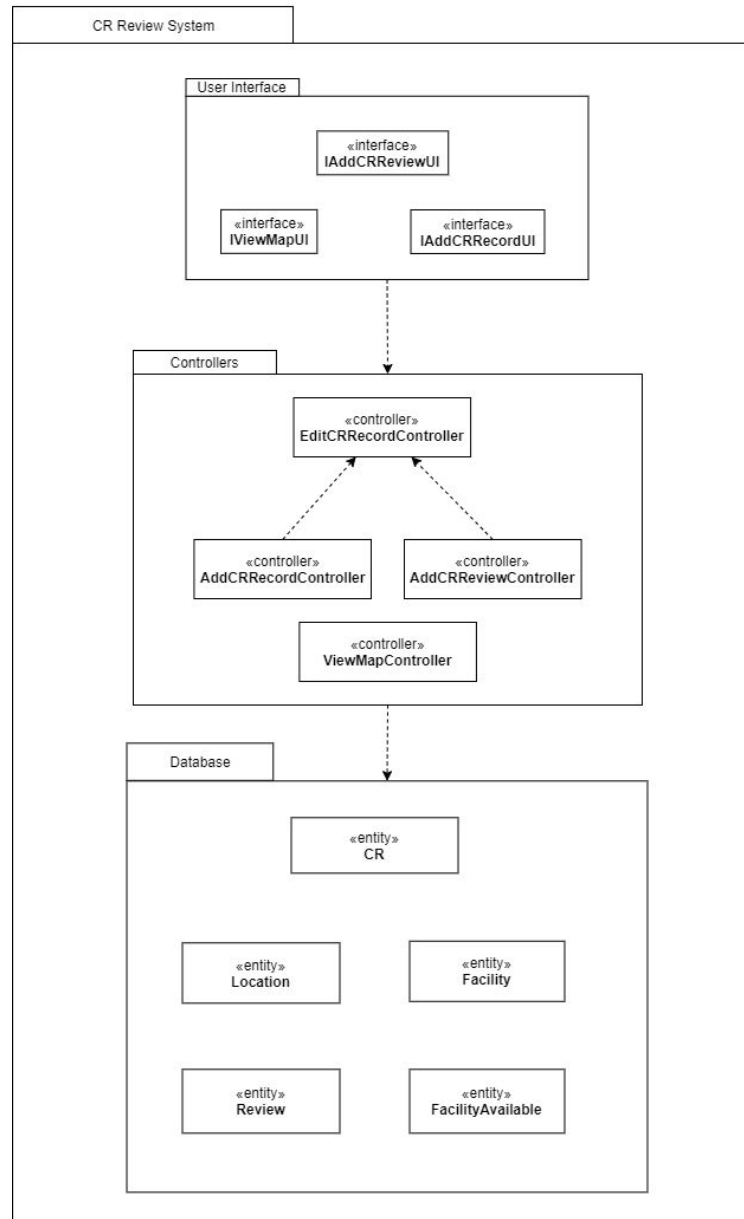 CR Review System
User Interface
«interface»
IAddCRReviewUI
«interface»
IViewMapUI
«interface»
IAddCRRecordUI
Controllers
«controller»
EditCRRecordController
«controller»
AddCRRecordController
«controller»
AddCRReviewController
«controller»
ViewMapController
Database
«entity»
CR
«entity»
Location
«entity»
Facility
«entity»
Review
«entity»
FacilityAvailable